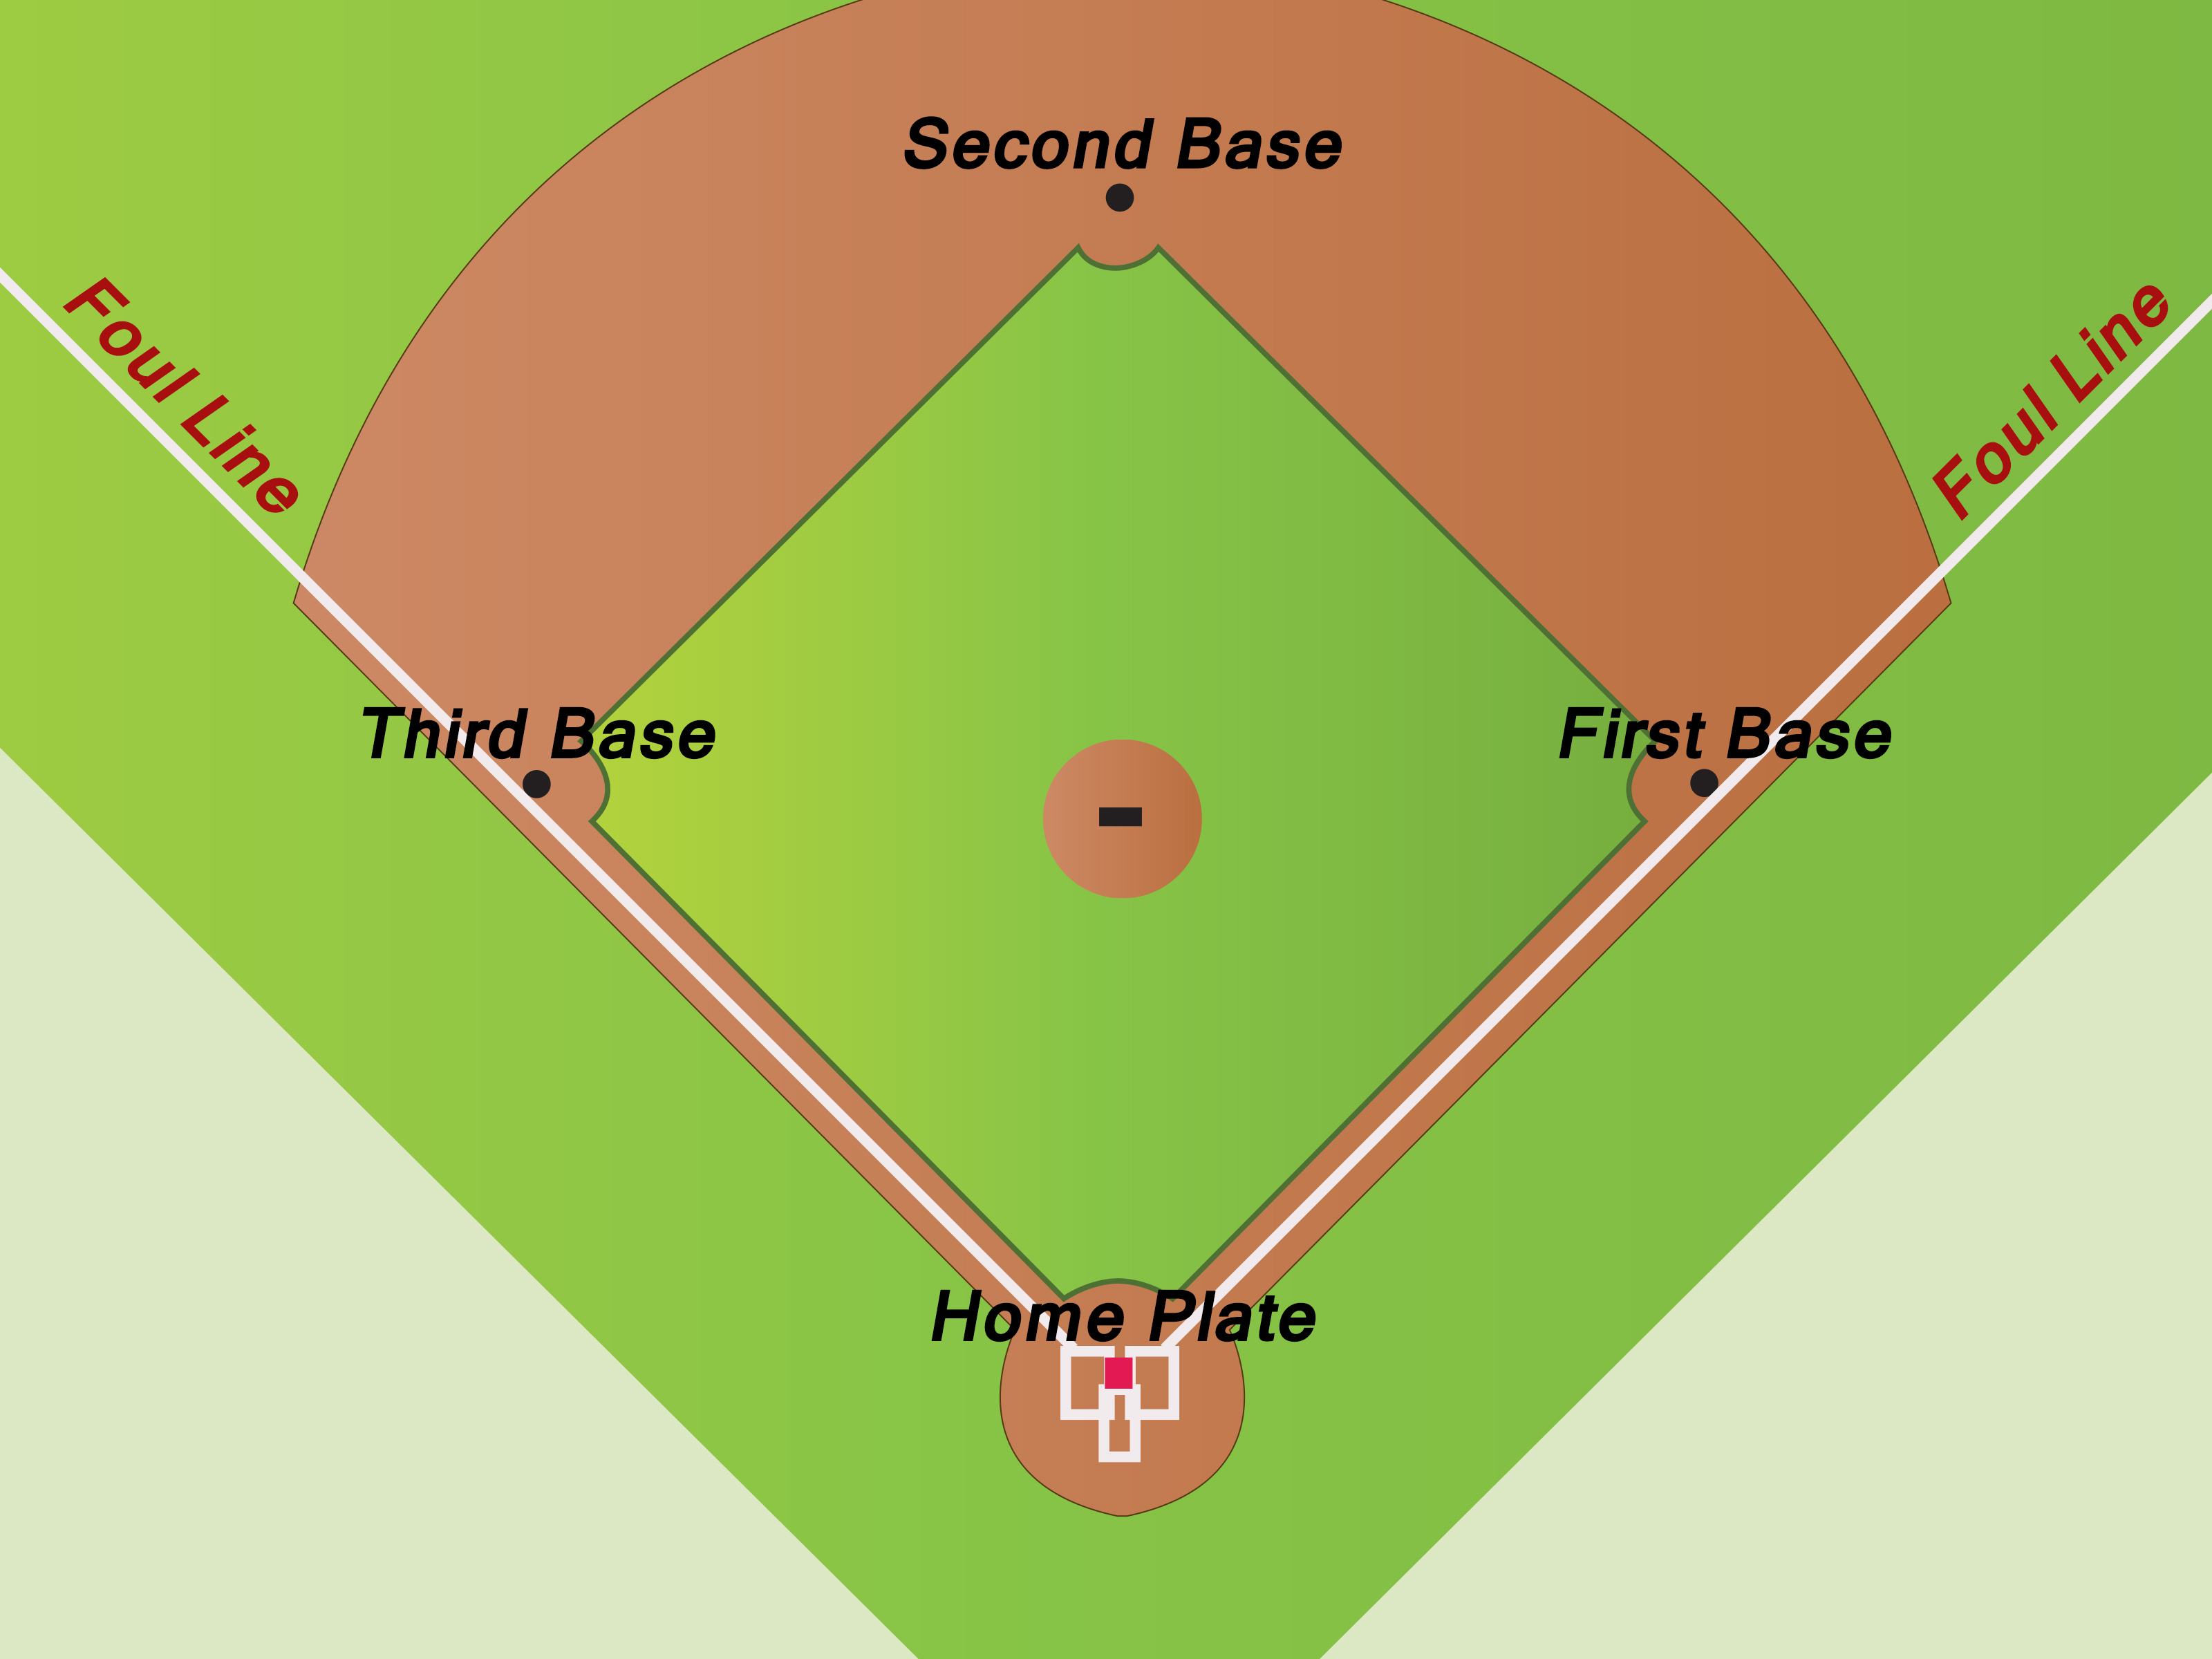 Second Base
Foul Line
Foul Line
Third Base
First Base
Home Plate